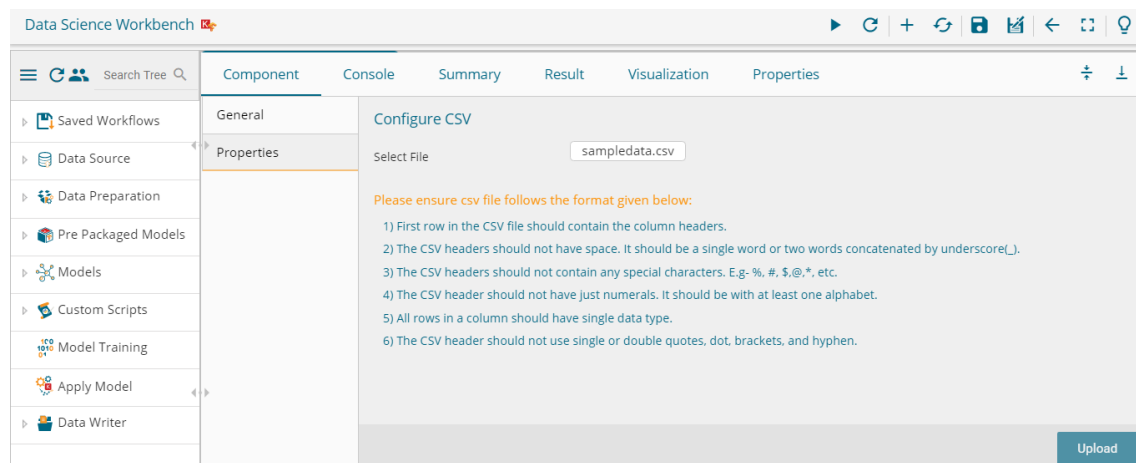 Data Science Workbench
Search Tree
Component Console Summary Result Visualization Properties
Saved Workflows
Data Source
Data Preparation
Pre Packaged Models
Models
Custom Scripts
Model Training
Apply Model
Data Writer
General
Properties
Configure CSV
Select File sampledata.csv
Please ensure csv file follows the format given below:
1) First row in the CSV file should contain the column headers.
2) The CSV headers should not have space. It should be a single word or two words concatenated by underscore(_).
3) The CSV headers should not contain any special characters. E.g- %, #, $,@,*, etc.
4) The CSV header should not have just numerals. It should be with at least one alphabet.
5) All rows in a column should have single data type.
6) The CSV header should not use single or double quotes, dot, brackets, and hyphen.
Upload